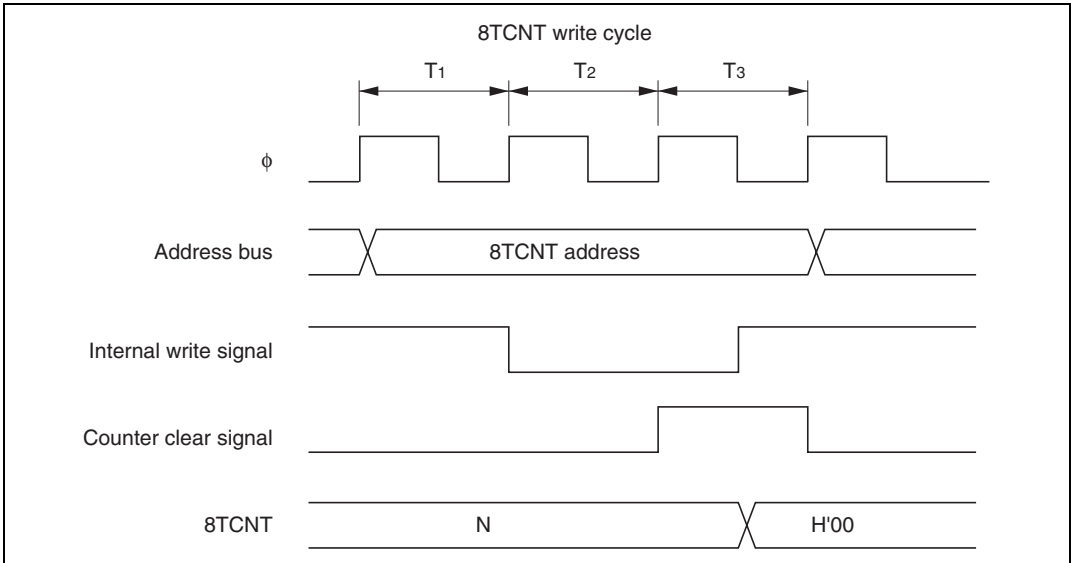 8TCNT write cycle
T1 T2 T3
φ
Address bus 8TCNT address
Internal write signal
Counter clear signal
8TCNT N H'00